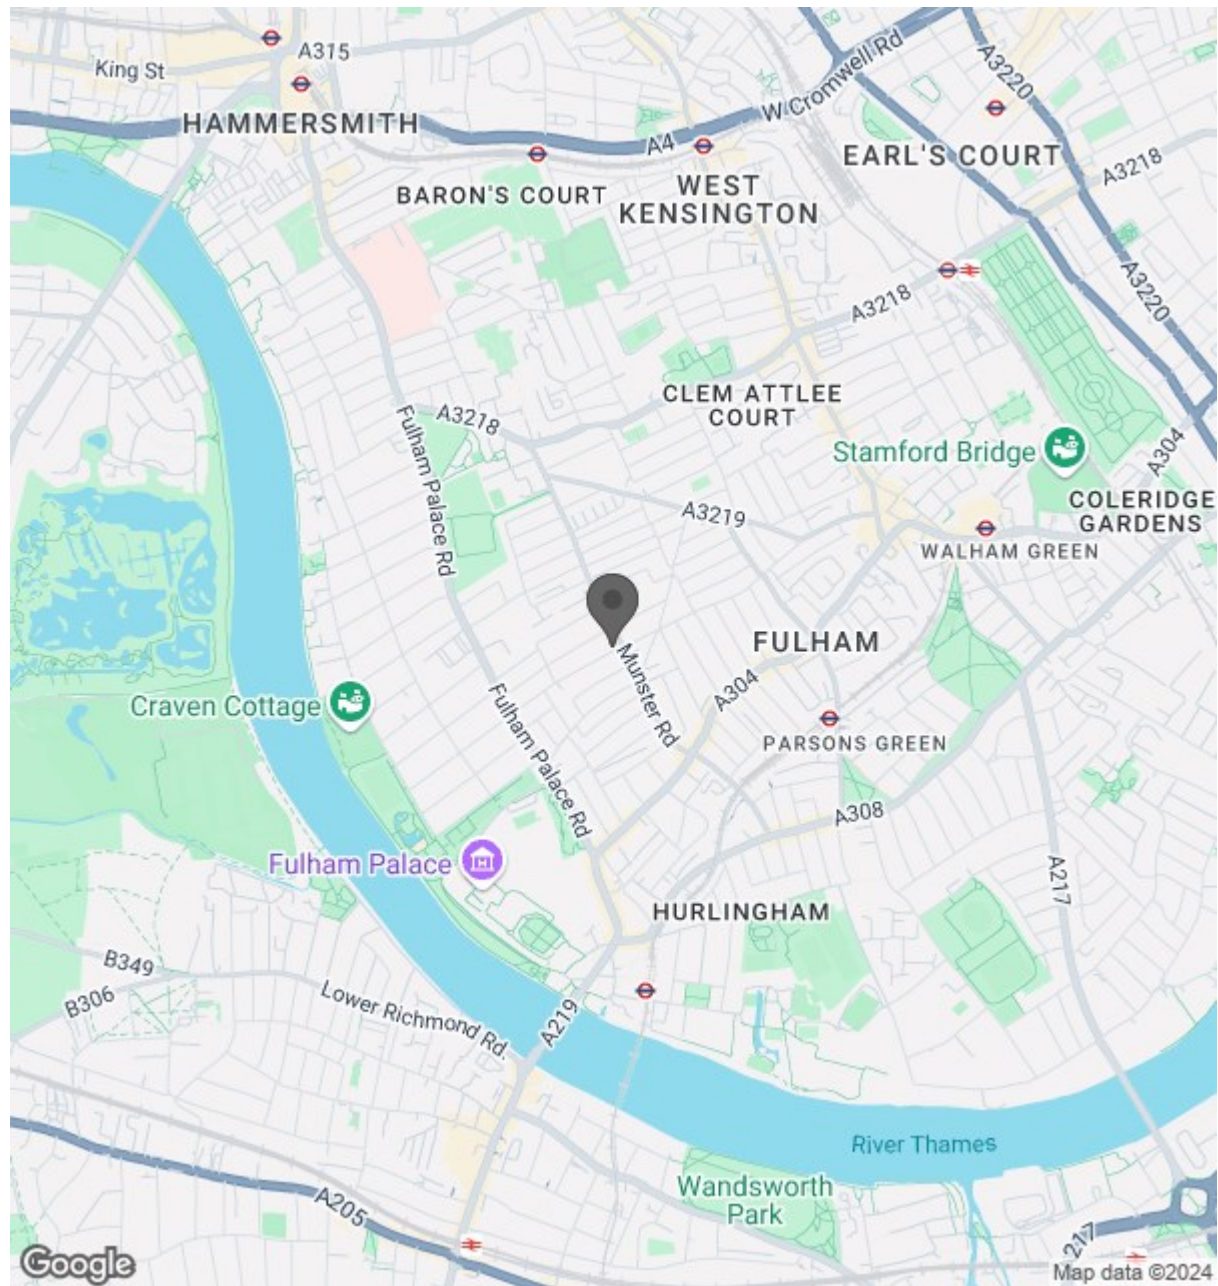 A315
King St
A3220
W Cromwell Rd
HAMMERSMITH
A4
EARL'S COURT
A3218
BARON'S COURT
WEST
KENSINGTON
A3220
A3218
CLEM ATTLEE
COURT
A3218
Fulham Palace Rd
Stamford Bridge
A304
COLERIDGE
GARDENS
A3219
WALHAM GREEN
FULHAM
Munster Rd
A304
Craven Cottage
Fulham Palace Rd
PARSONS GREEN
A308
Fulham Palace
A217
HURLINGHAM
B349
B306
Lower Richmond Rd.
A219
River Thames
Wandsworth
Park
A205
217
Google
Map data ©2024